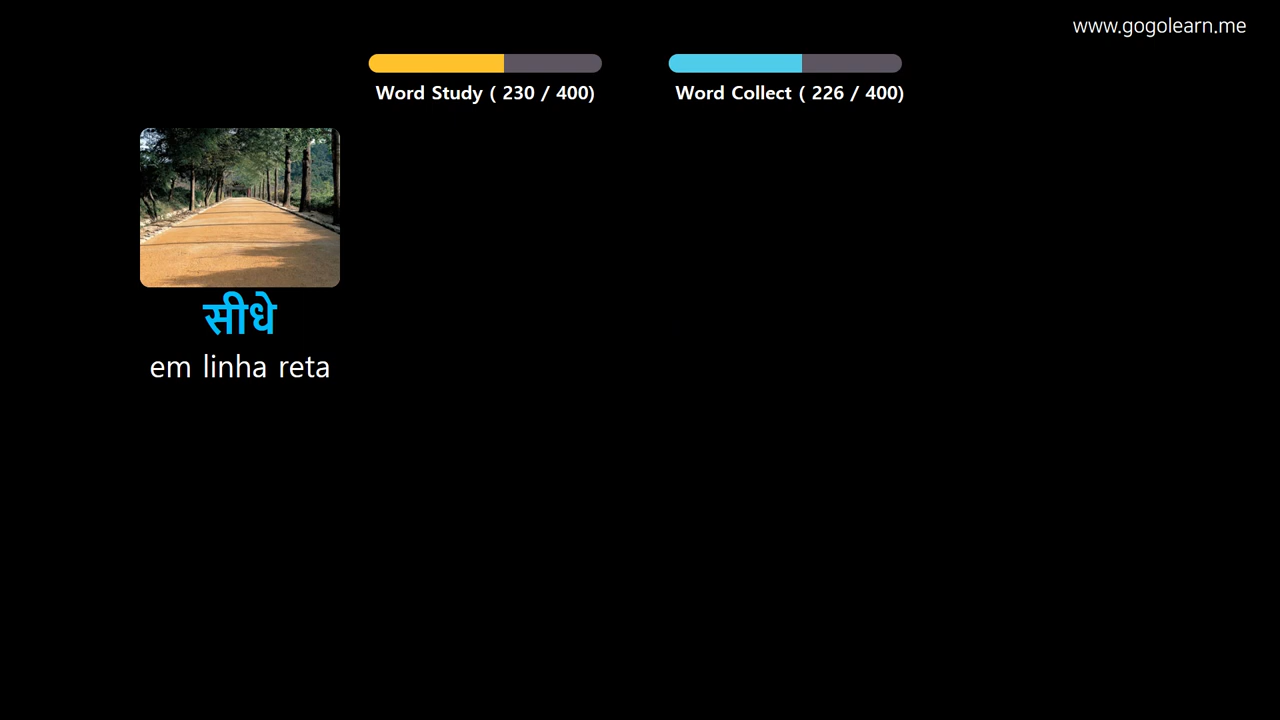 www.gogolearn.me
Word Study ( 230 / 400)
Word Collect ( 226 / 400)
सीधे
em linha reta